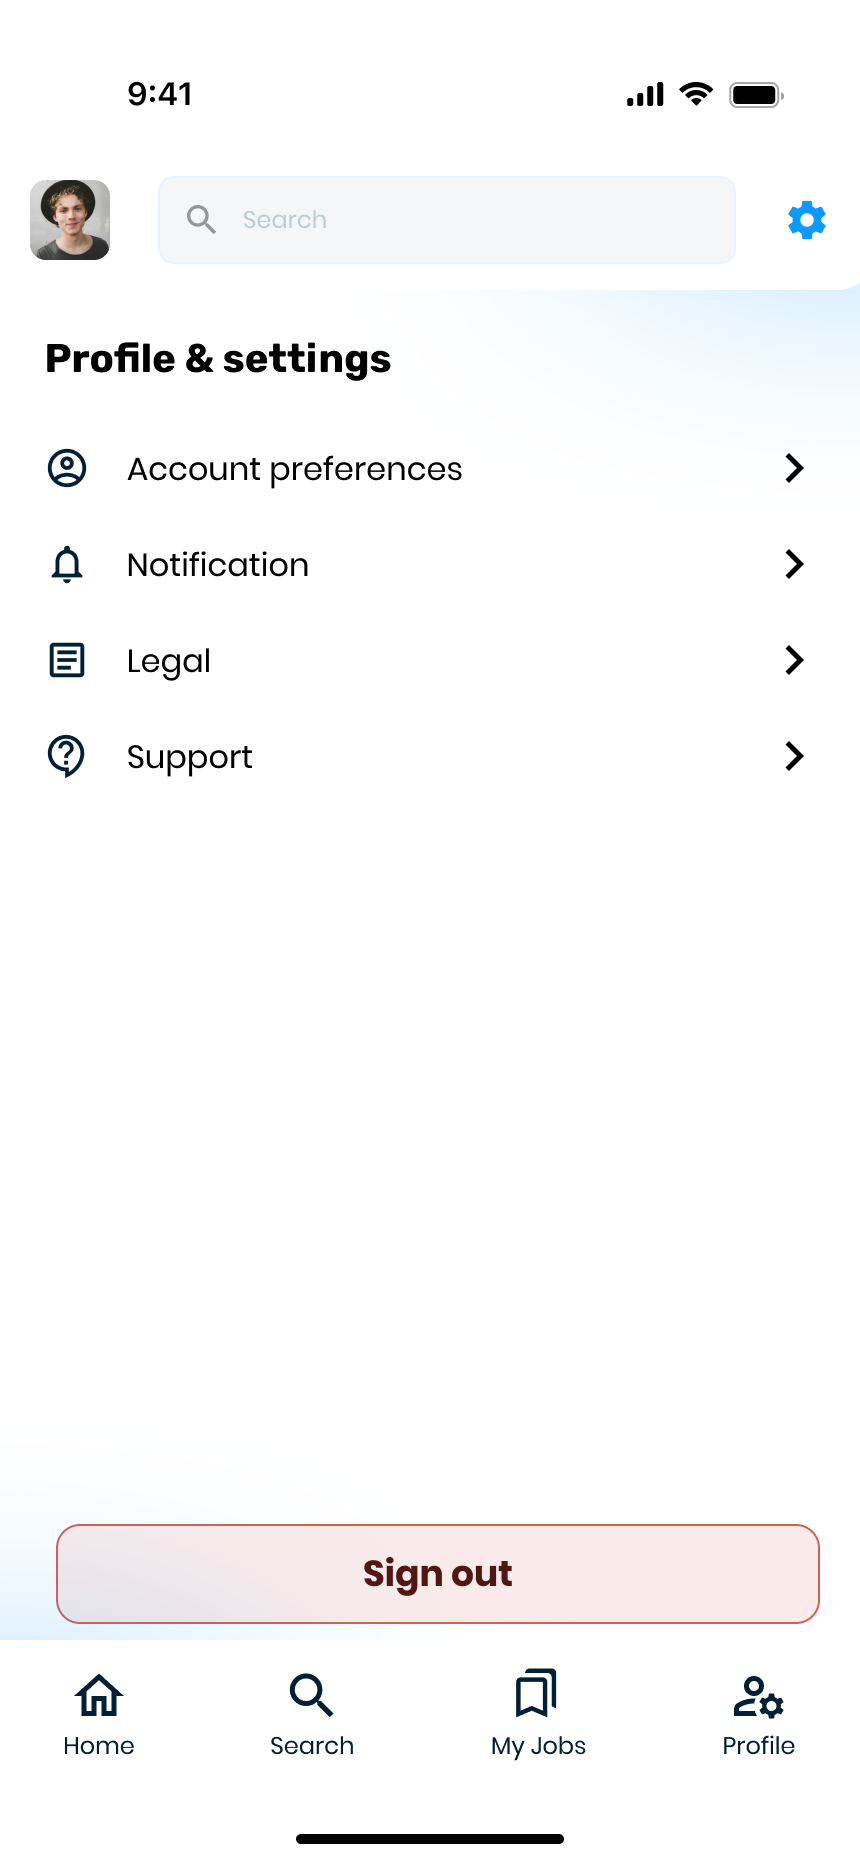 9:41
Search
Profile & settings
Account preferences
Notification
Legal
Support
Sign out
Home
Search
My Jobs
Profile